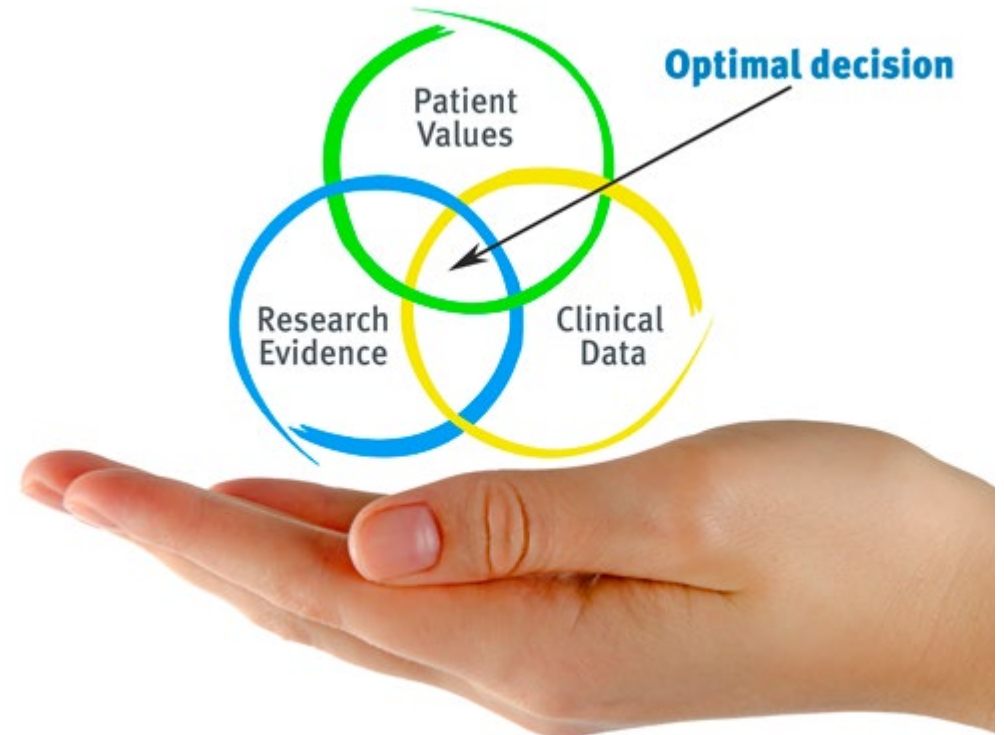 Optimal decision
Patient
Values
Research
Evidence
Clinical
Data